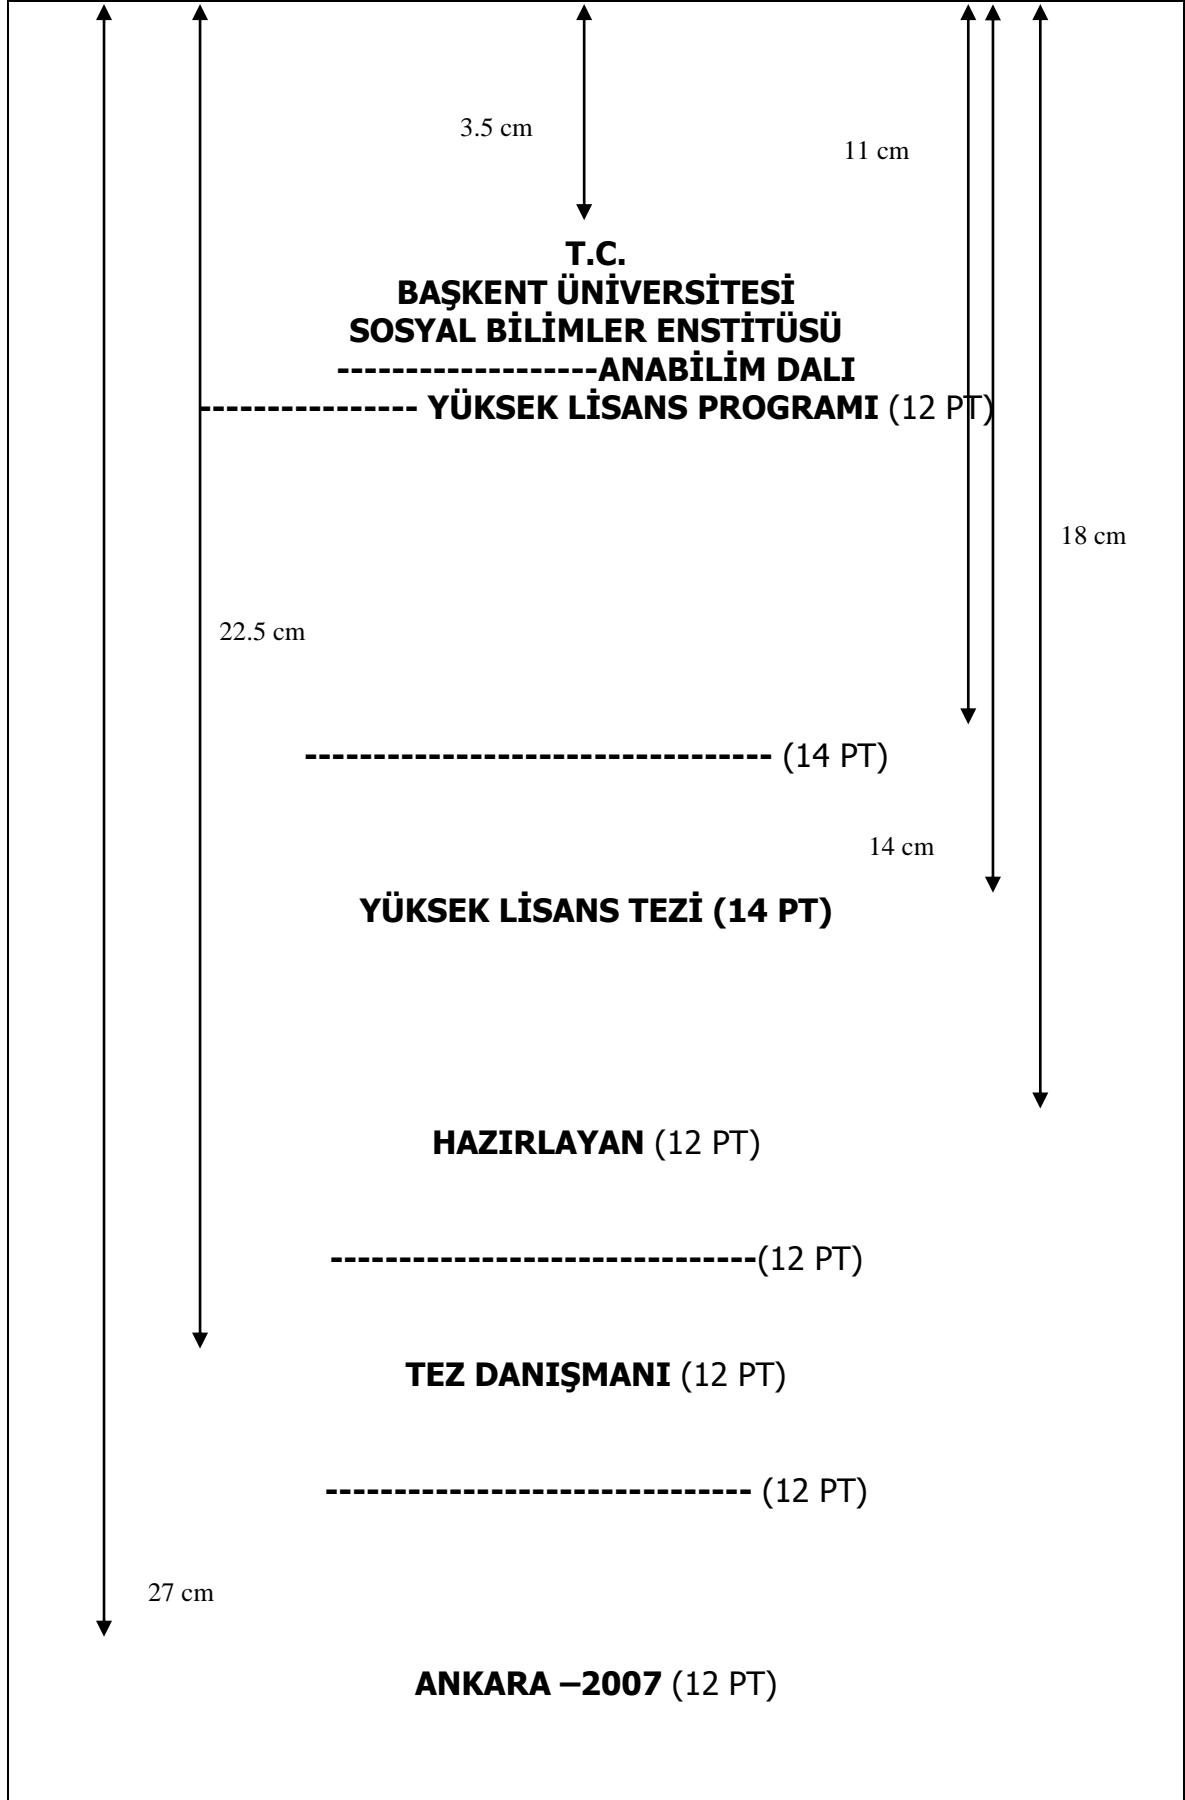 3.5 cm
11 cm
T.C.
BAŞKENT ÜNİVERSİTESİ
SOSYAL BİLİMLER ENSTİTÜSÜ
-------------------ANABİLİM DALI
---------------- YÜKSEK LİSANS PROGRAMI (12 PT)
18 cm
22.5 cm
---------------------------------- (14 PT)
14 cm
YÜKSEK LİSANS TEZİ (14 PT)
HAZIRLAYAN (12 PT)
-------------------------------(12 PT)
TEZ DANIŞMANI (12 PT)
------------------------------- (12 PT)
27 cm
ANKARA –2007 (12 PT)